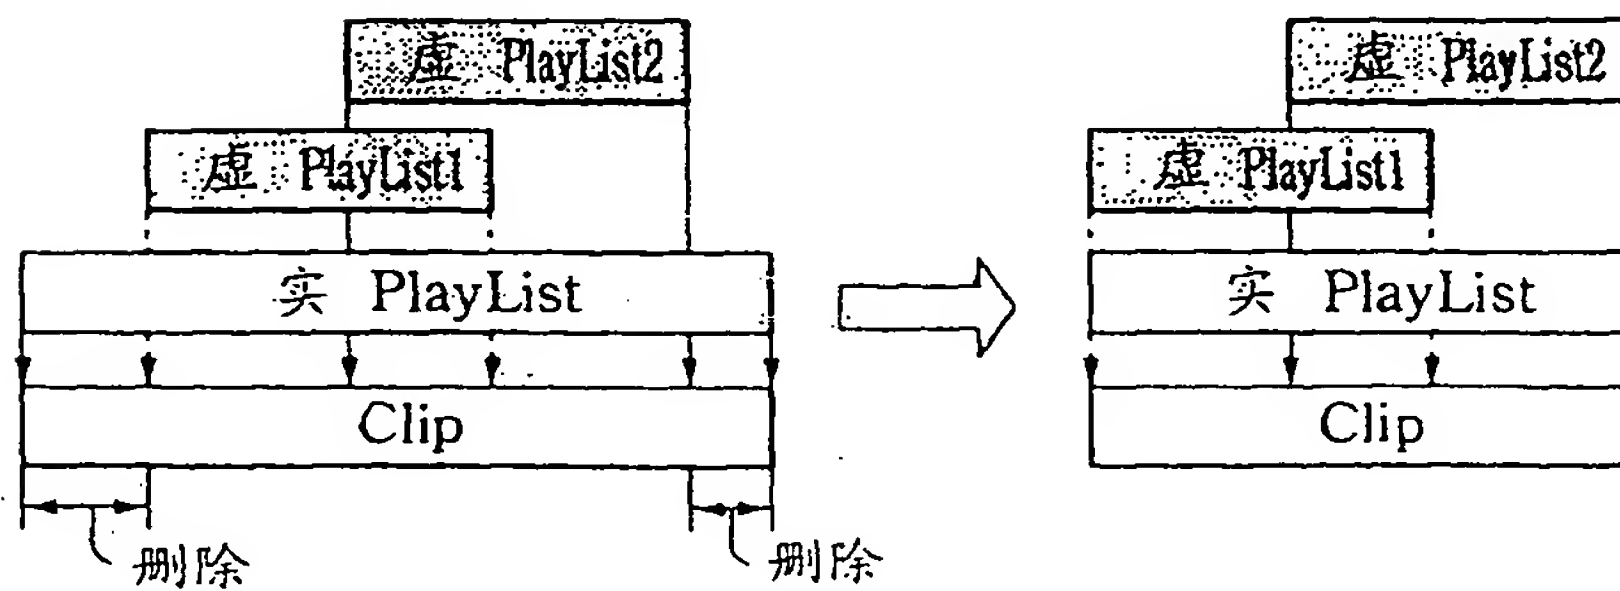 虚 PlayList2
虚 PlayList1
实 PlayList
Clip
删除
删除
虚 PlayList2
虚 PlayList1
实 PlayList
Clip